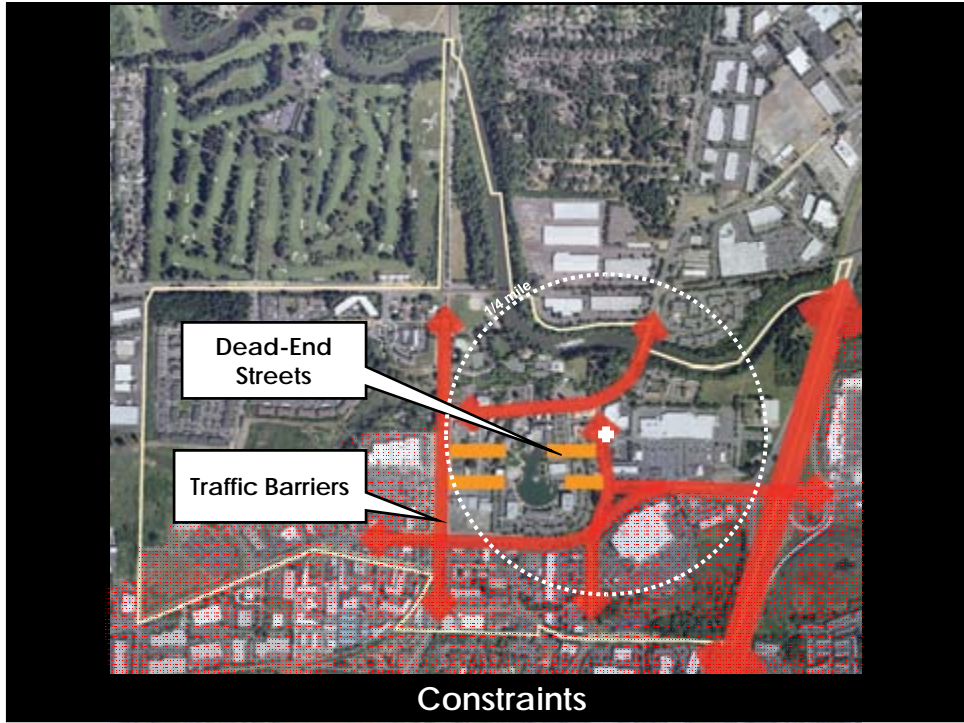 1/4 mile
Dead-End
Streets
Traffic Barriers
Constraints